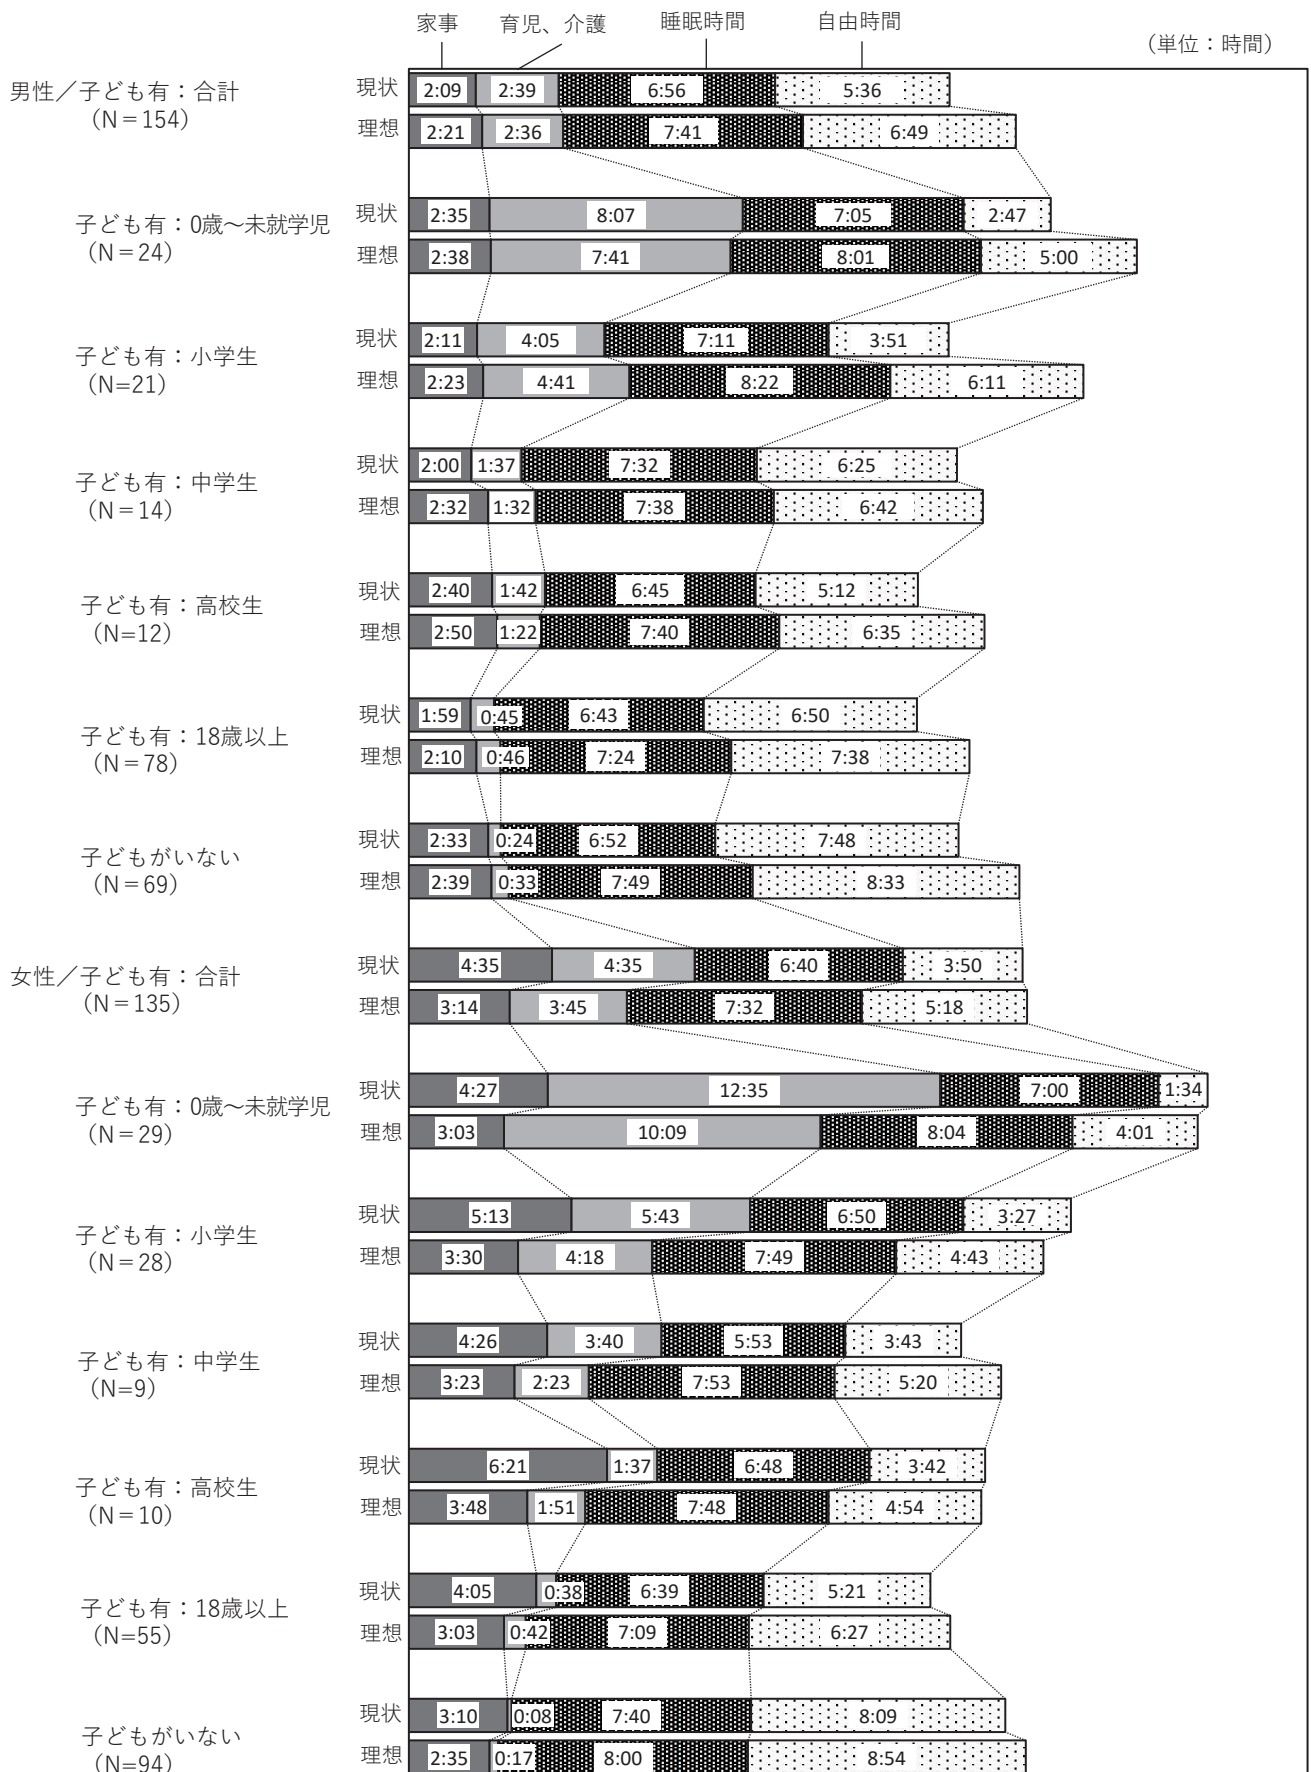 家事 育児、介護 睡眠時間 自由時間
（単位：時間）
男性／子ども有：合計
（N＝154）
現状 2:09 2:39 6:56 5:36
理想 2:21 2:36 7:41 6:49
子ども有：0歳～未就学児
（N＝24）
現状 2:35 8:07 7:05 2:47
理想 2:38 7:41 8:01 5:00
子ども有：小学生
（N=21）
現状 2:11 4:05 7:11 3:51
理想 2:23 4:41 8:22 6:11
子ども有：中学生
（N＝14）
現状 2:00 1:37 7:32 6:25
理想 2:32 1:32 7:38 6:42
子ども有：高校生
（N=12）
現状 2:40 1:42 6:45 5:12
理想 2:50 1:22 7:40 6:35
子ども有：18歳以上
（N＝78）
現状 1:59 0:45 6:43 6:50
理想 2:10 0:46 7:24 7:38
子どもがいない
（N＝69）
現状 2:33 0:24 6:52 7:48
理想 2:39 0:33 7:49 8:33
女性／子ども有：合計
（N＝135）
現状 4:35 4:35 6:40 3:50
理想 3:14 3:45 7:32 5:18
子ども有：0歳～未就学児
（N＝29）
現状 4:27 12:35 7:00 1:34
理想 3:03 10:09 8:04 4:01
子ども有：小学生
（N＝28）
現状 5:13 5:43 6:50 3:27
理想 3:30 4:18 7:49 4:43
子ども有：中学生
（N=9）
現状 4:26 3:40 5:53 3:43
理想 3:23 2:23 7:53 5:20
子ども有：高校生
（N＝10）
現状 6:21 1:37 6:48 3:42
理想 3:48 1:51 7:48 4:54
子ども有：18歳以上
（N=55）
現状 4:05 0:38 6:39 5:21
理想 3:03 0:42 7:09 6:27
子どもがいない
（N=94）
現状 3:10 0:08 7:40 8:09
理想 2:35 0:17 8:00 8:54